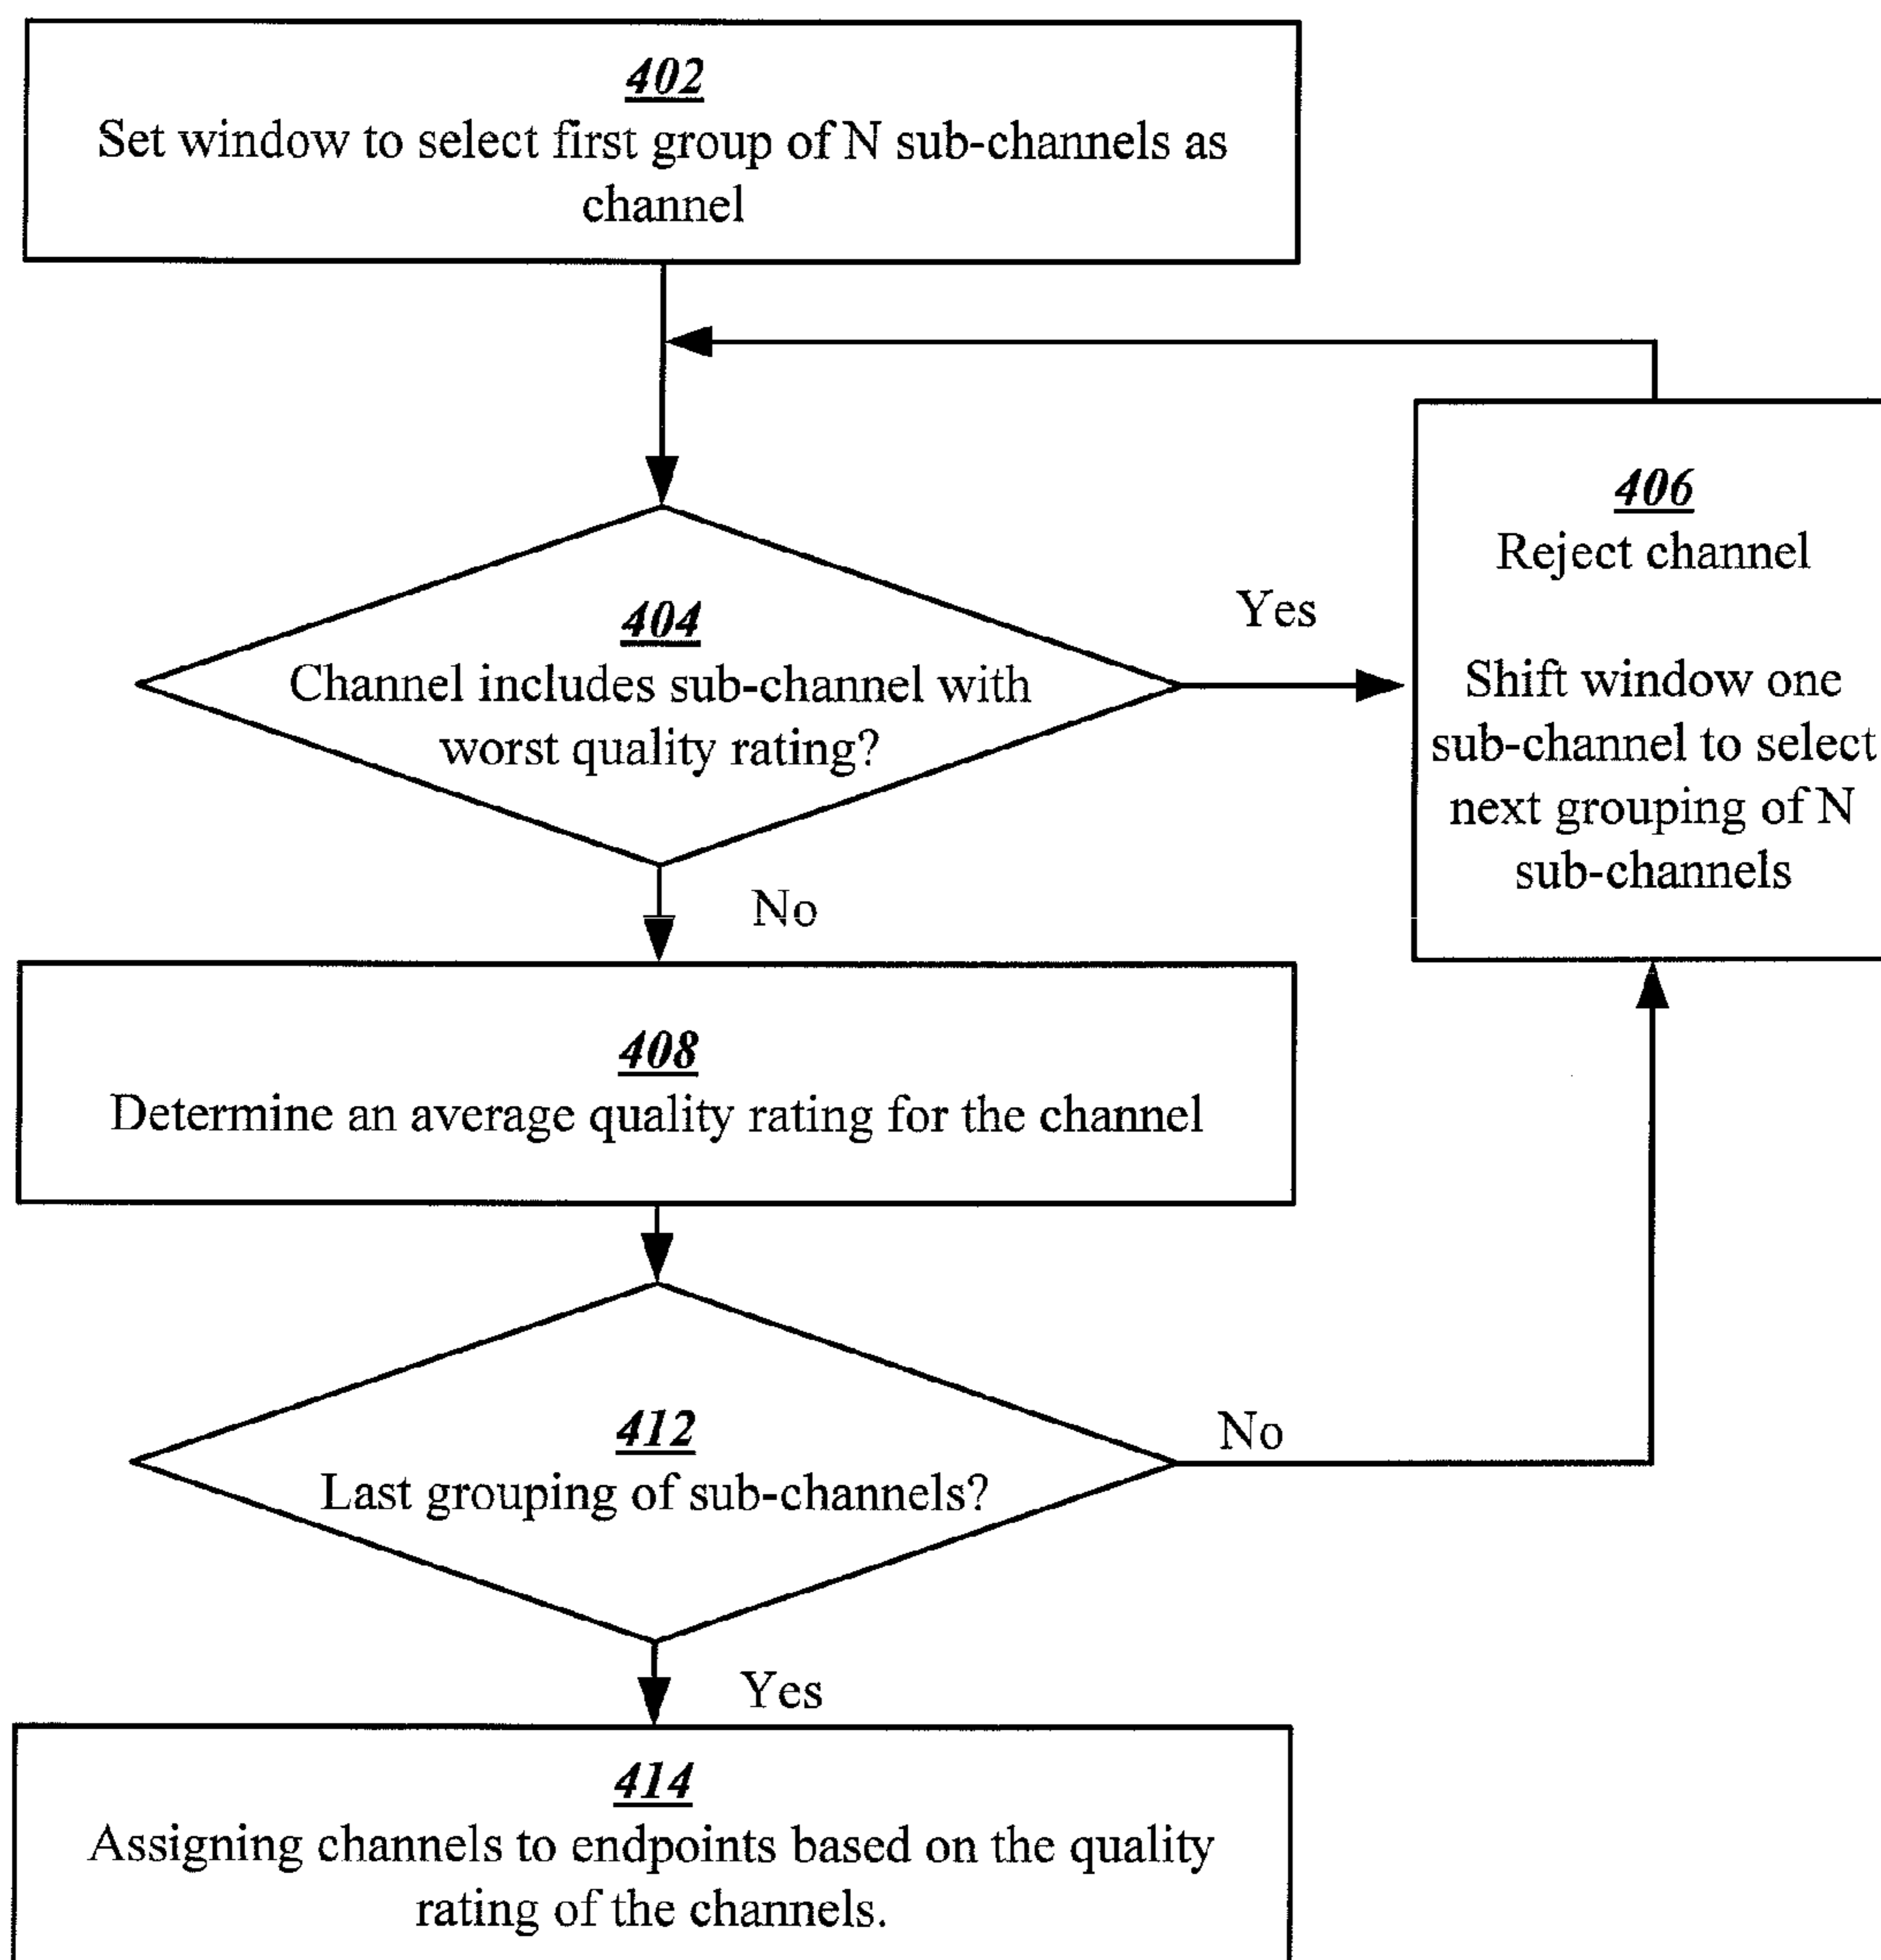 402
Set window to select first group of N sub-channels as
channel
404
Channel includes sub-channel with
worst quality rating?
Yes
406
Reject channel
Shift window one
sub-channel to select
next grouping of N
sub-channels
No
408
Determine an average quality rating for the channel
412
Last grouping of sub-channels?
No
Yes
414
Assigning channels to endpoints based on the quality
rating of the channels.